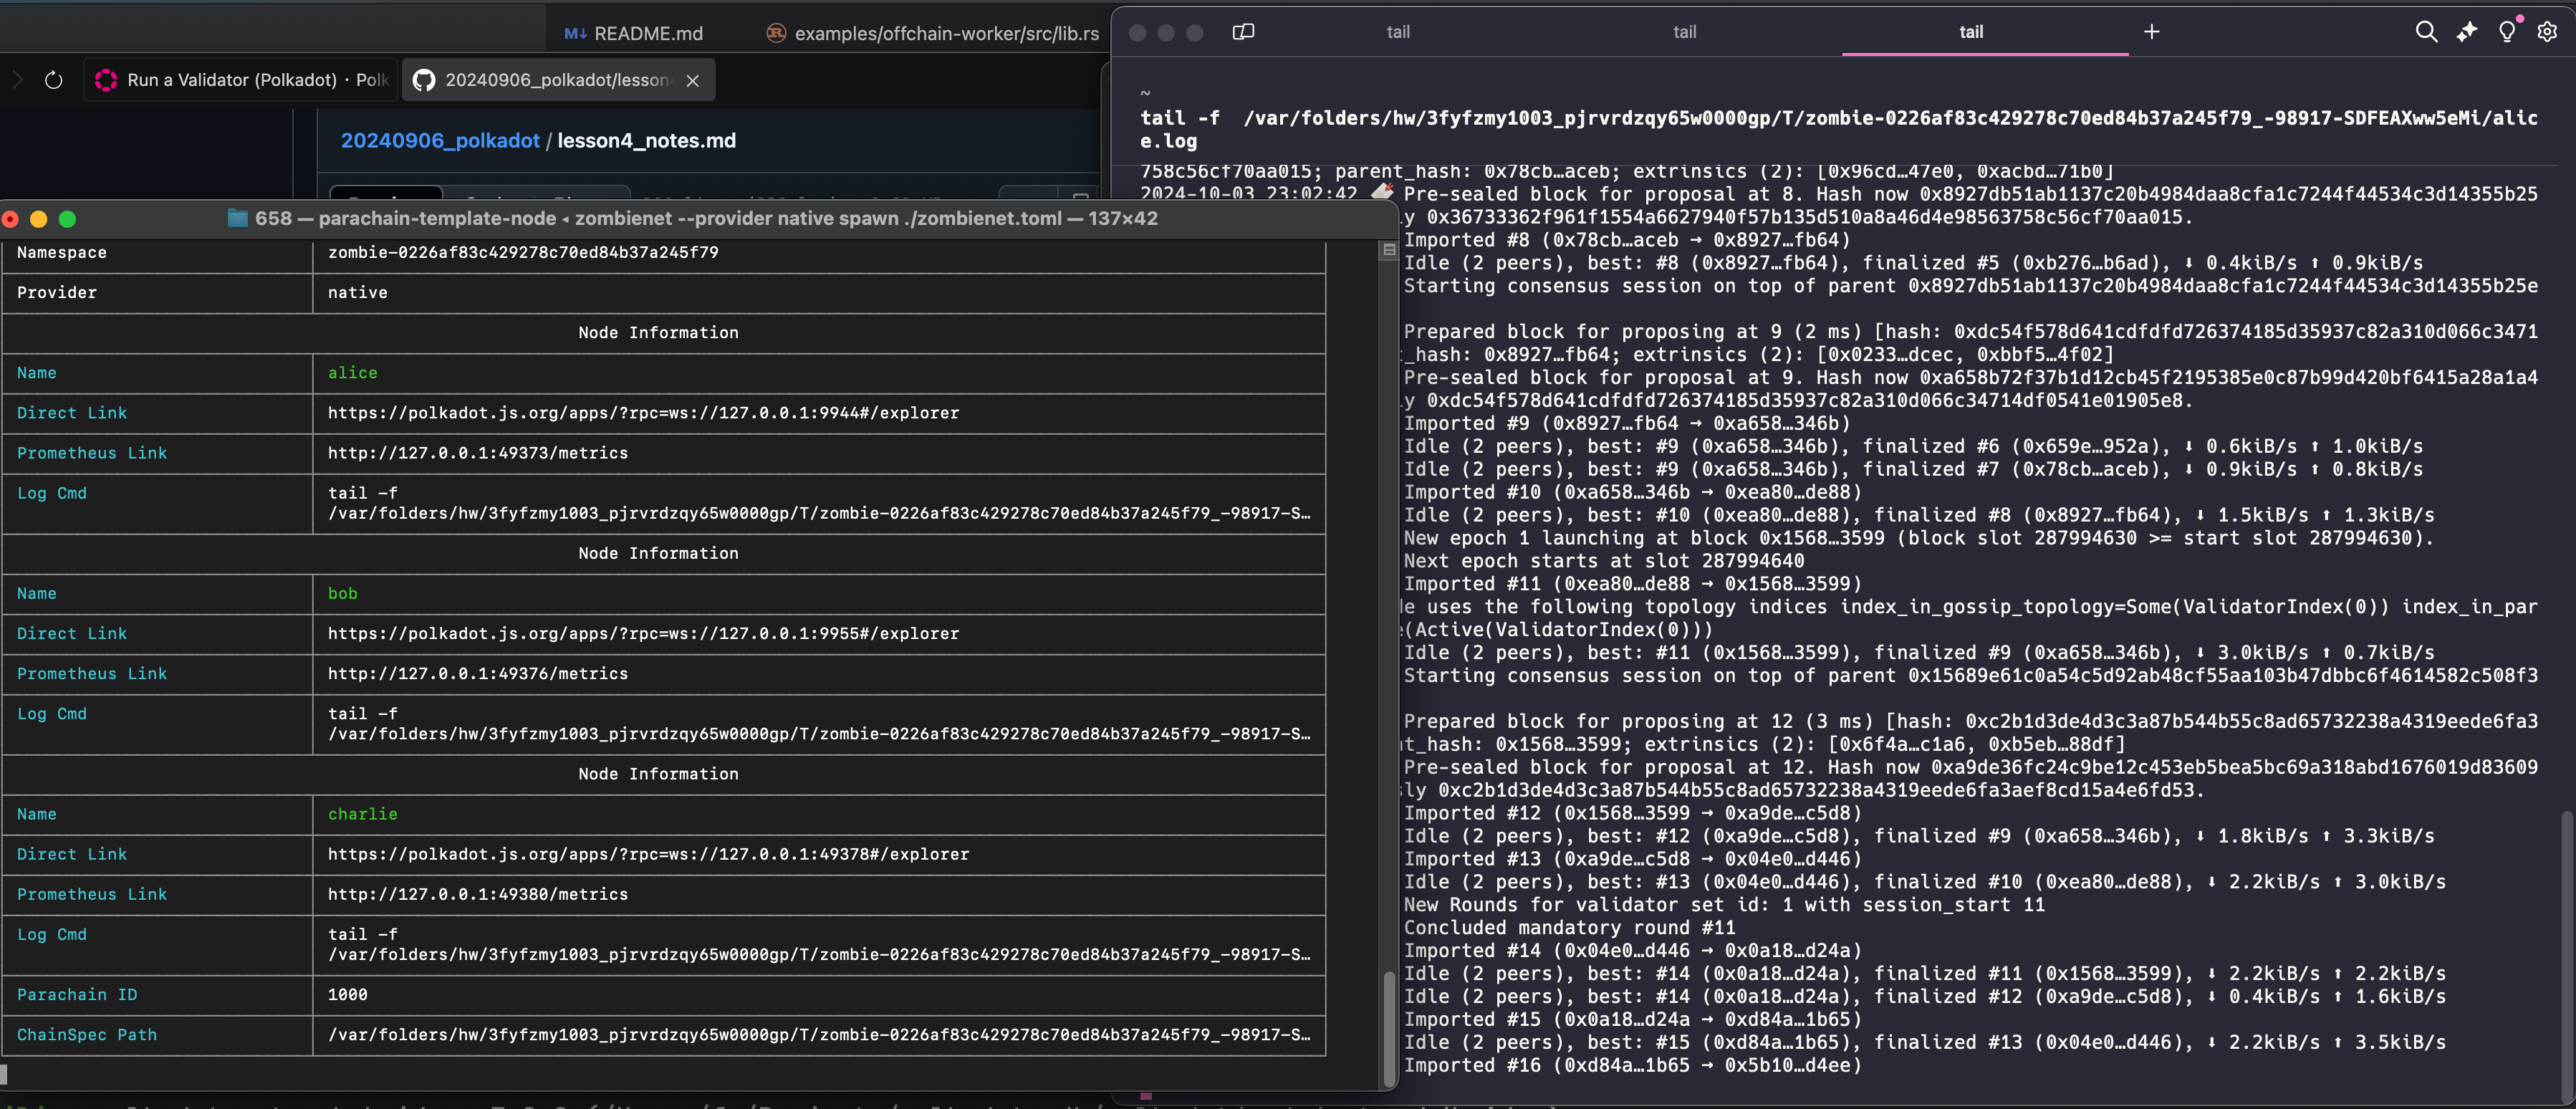 README.md
examples/offchain-worker/src/lib.rs
Run a Validator (Polkadot) · Polk
20240906_polkadot/lesson
20240906_polkadot / lesson4_notes.md
658 — parachain-template-node ◂ zombienet --provider native spawn ./zombienet.toml — 137×42
Namespace zombie-0226af83c429278c70ed84b37a245f79
Provider native
Node Information
Name alice
Direct Link https://polkadot.js.org/apps/?rpc=ws://127.0.0.1:9944#/explorer
Prometheus Link http://127.0.0.1:49373/metrics
Log Cmd tail -f
/var/folders/hw/3fyfzmy1003_pjrvrdzqy65w0000gp/T/zombie-0226af83c429278c70ed84b37a245f79_-98917-S…
Node Information
Name bob
Direct Link https://polkadot.js.org/apps/?rpc=ws://127.0.0.1:9955#/explorer
Prometheus Link http://127.0.0.1:49376/metrics
Log Cmd tail -f
/var/folders/hw/3fyfzmy1003_pjrvrdzqy65w0000gp/T/zombie-0226af83c429278c70ed84b37a245f79_-98917-S…
Node Information
Name charlie
Direct Link https://polkadot.js.org/apps/?rpc=ws://127.0.0.1:49378#/explorer
Prometheus Link http://127.0.0.1:49380/metrics
Log Cmd tail -f
/var/folders/hw/3fyfzmy1003_pjrvrdzqy65w0000gp/T/zombie-0226af83c429278c70ed84b37a245f79_-98917-S…
Parachain ID 1000
ChainSpec Path /var/folders/hw/3fyfzmy1003_pjrvrdzqy65w0000gp/T/zombie-0226af83c429278c70ed84b37a245f79_-98917-S…
tail tail tail
~
tail -f  /var/folders/hw/3fyfzmy1003_pjrvrdzqy65w0000gp/T/zombie-0226af83c429278c70ed84b37a245f79_-98917-SDFEAXww5eMi/alic
e.log
758c56cf70aa015; parent_hash: 0x78cb…aceb; extrinsics (2): [0x96cd…47e0, 0xacbd…71b0]
2024-10-03 23:02:42 Pre-sealed block for proposal at 8. Hash now 0x8927db51ab1137c20b4984daa8cfa1c7244f44534c3d14355b25
ly 0x36733362f961f1554a6627940f57b135d510a8a46d4e98563758c56cf70aa015.
Imported #8 (0x78cb…aceb → 0x8927…fb64)
Idle (2 peers), best: #8 (0x8927…fb64), finalized #5 (0xb276…b6ad), ⬇ 0.4kiB/s ⬆ 0.9kiB/s
Starting consensus session on top of parent 0x8927db51ab1137c20b4984daa8cfa1c7244f44534c3d14355b25e
Prepared block for proposing at 9 (2 ms) [hash: 0xdc54f578d641cdfdfd726374185d35937c82a310d066c3471
t_hash: 0x8927…fb64; extrinsics (2): [0x0233…dcec, 0xbbf5…4f02]
Pre-sealed block for proposal at 9. Hash now 0xa658b72f37b1d12cb45f2195385e0c87b99d420bf6415a28a1a4
ly 0xdc54f578d641cdfdfd726374185d35937c82a310d066c34714df0541e01905e8.
Imported #9 (0x8927…fb64 → 0xa658…346b)
Idle (2 peers), best: #9 (0xa658…346b), finalized #6 (0x659e…952a), ⬇ 0.6kiB/s ⬆ 1.0kiB/s
Idle (2 peers), best: #9 (0xa658…346b), finalized #7 (0x78cb…aceb), ⬇ 0.9kiB/s ⬆ 0.8kiB/s
Imported #10 (0xa658…346b → 0xea80…de88)
Idle (2 peers), best: #10 (0xea80…de88), finalized #8 (0x8927…fb64), ⬇ 1.5kiB/s ⬆ 1.3kiB/s
New epoch 1 launching at block 0x1568…3599 (block slot 287994630 >= start slot 287994630).
Next epoch starts at slot 287994640
Imported #11 (0xea80…de88 → 0x1568…3599)
de uses the following topology indices index_in_gossip_topology=Some(ValidatorIndex(0)) index_in_par
e(Active(ValidatorIndex(0)))
Idle (2 peers), best: #11 (0x1568…3599), finalized #9 (0xa658…346b), ⬇ 3.0kiB/s ⬆ 0.7kiB/s
Starting consensus session on top of parent 0x15689e61c0a54c5d92ab48cf55aa103b47dbbc6f4614582c508f3
Prepared block for proposing at 12 (3 ms) [hash: 0xc2b1d3de4d3c3a87b544b55c8ad65732238a4319eede6fa3
nt_hash: 0x1568…3599; extrinsics (2): [0x6f4a…c1a6, 0xb5eb…88df]
Pre-sealed block for proposal at 12. Hash now 0xa9de36fc24c9be12c453eb5bea5bc69a318abd1676019d83609
sly 0xc2b1d3de4d3c3a87b544b55c8ad65732238a4319eede6fa3aef8cd15a4e6fd53.
Imported #12 (0x1568…3599 → 0xa9de…c5d8)
Idle (2 peers), best: #12 (0xa9de…c5d8), finalized #9 (0xa658…346b), ⬇ 1.8kiB/s ⬆ 3.3kiB/s
Imported #13 (0xa9de…c5d8 → 0x04e0…d446)
Idle (2 peers), best: #13 (0x04e0…d446), finalized #10 (0xea80…de88), ⬇ 2.2kiB/s ⬆ 3.0kiB/s
New Rounds for validator set id: 1 with session_start 11
Concluded mandatory round #11
Imported #14 (0x04e0…d446 → 0x0a18…d24a)
Idle (2 peers), best: #14 (0x0a18…d24a), finalized #11 (0x1568…3599), ⬇ 2.2kiB/s ⬆ 2.2kiB/s
Idle (2 peers), best: #14 (0x0a18…d24a), finalized #12 (0xa9de…c5d8), ⬇ 0.4kiB/s ⬆ 1.6kiB/s
Imported #15 (0x0a18…d24a → 0xd84a…1b65)
Idle (2 peers), best: #15 (0xd84a…1b65), finalized #13 (0x04e0…d446), ⬇ 2.2kiB/s ⬆ 3.5kiB/s
Imported #16 (0xd84a…1b65 → 0x5b10…d4ee)